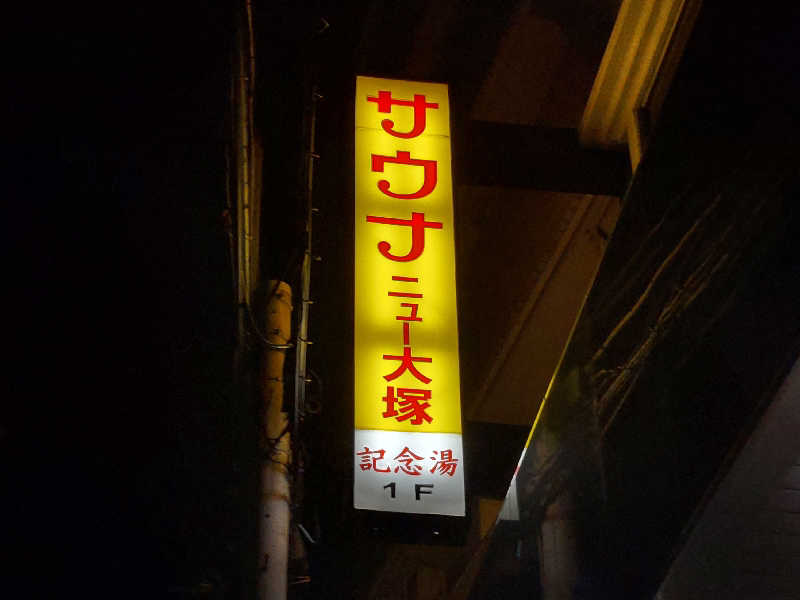 サウナ
ニュー大塚
記念湯
1F